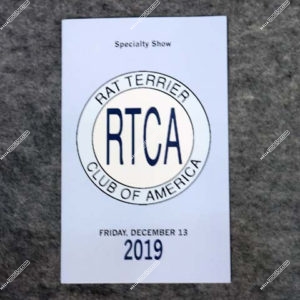 Specialty Show
RAT TERRIER
RTCA
CLUB OF AMERICA
FRIDAY, DECEMBER 13
2019